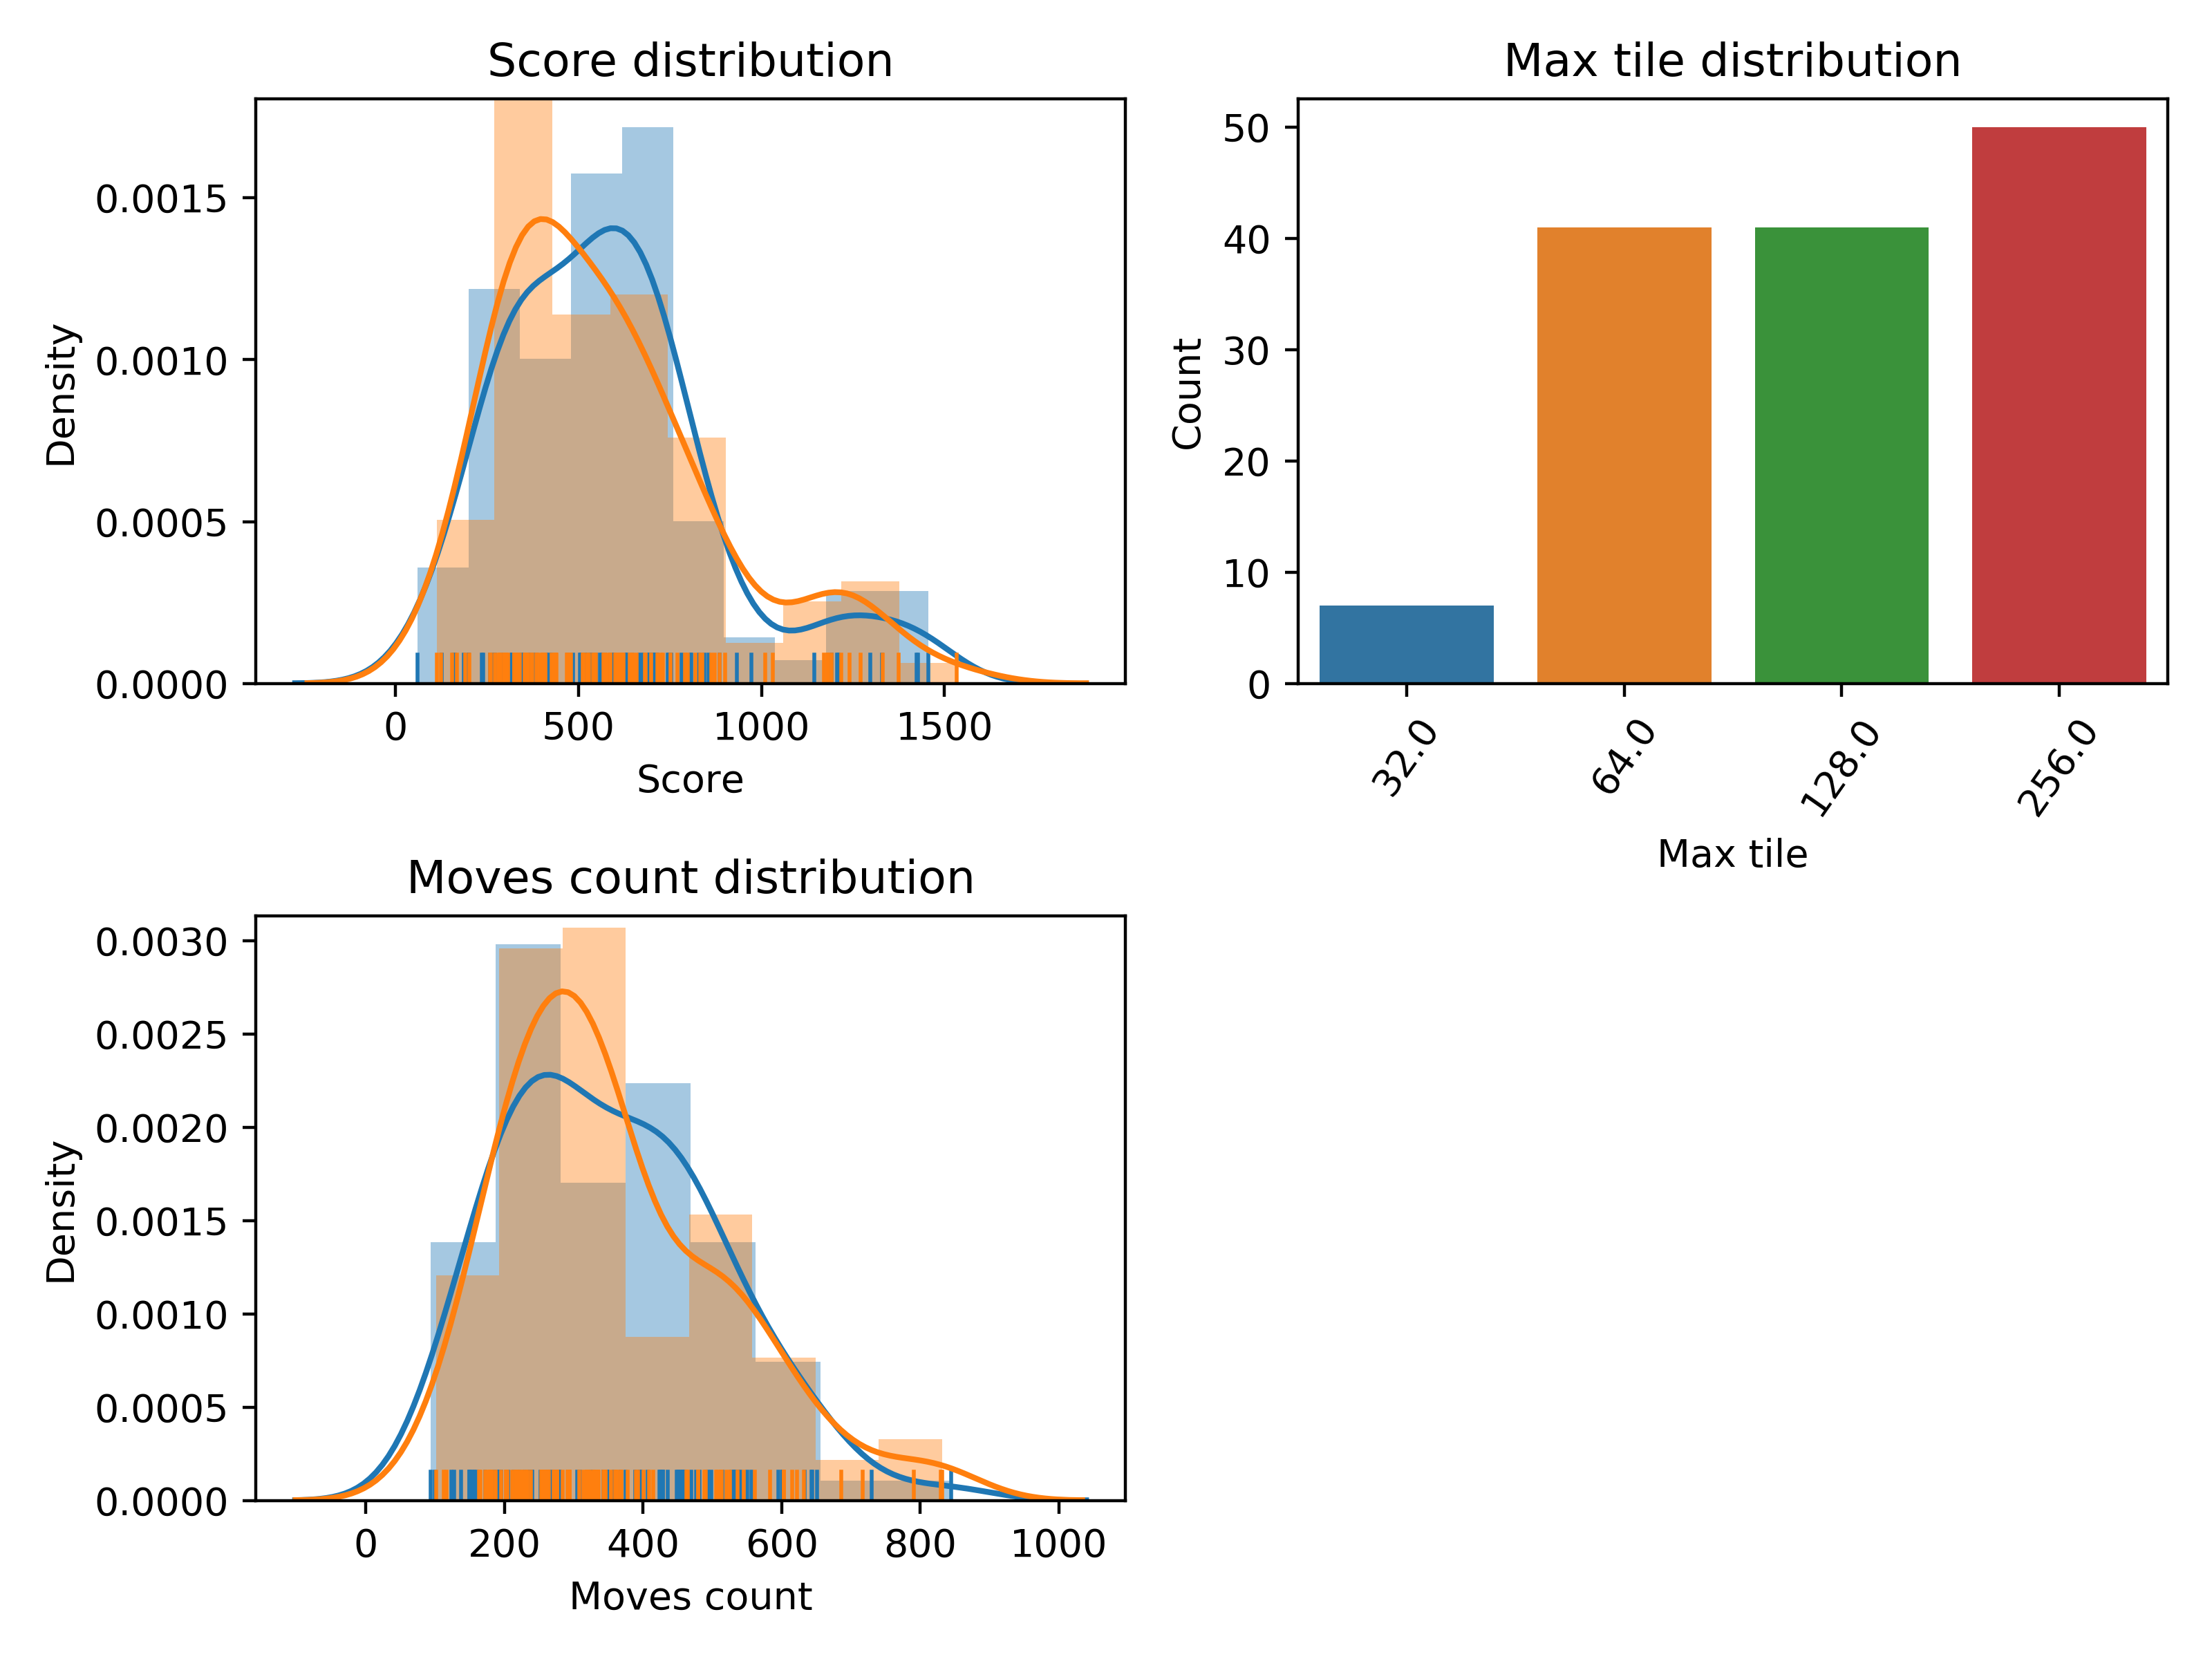 Score distribution
0.0015
0.0010
0.0005
0.0000
Density
0 500 1000 1500
Score
Max tile distribution
50
40
30
20
10
0
Count
32.0 64.0 128.0 256.0
Max tile
Moves count distribution
0.0030
0.0025
0.0020
0.0015
0.0010
0.0005
0.0000
Density
0 200 400 600 800 1000
Moves count